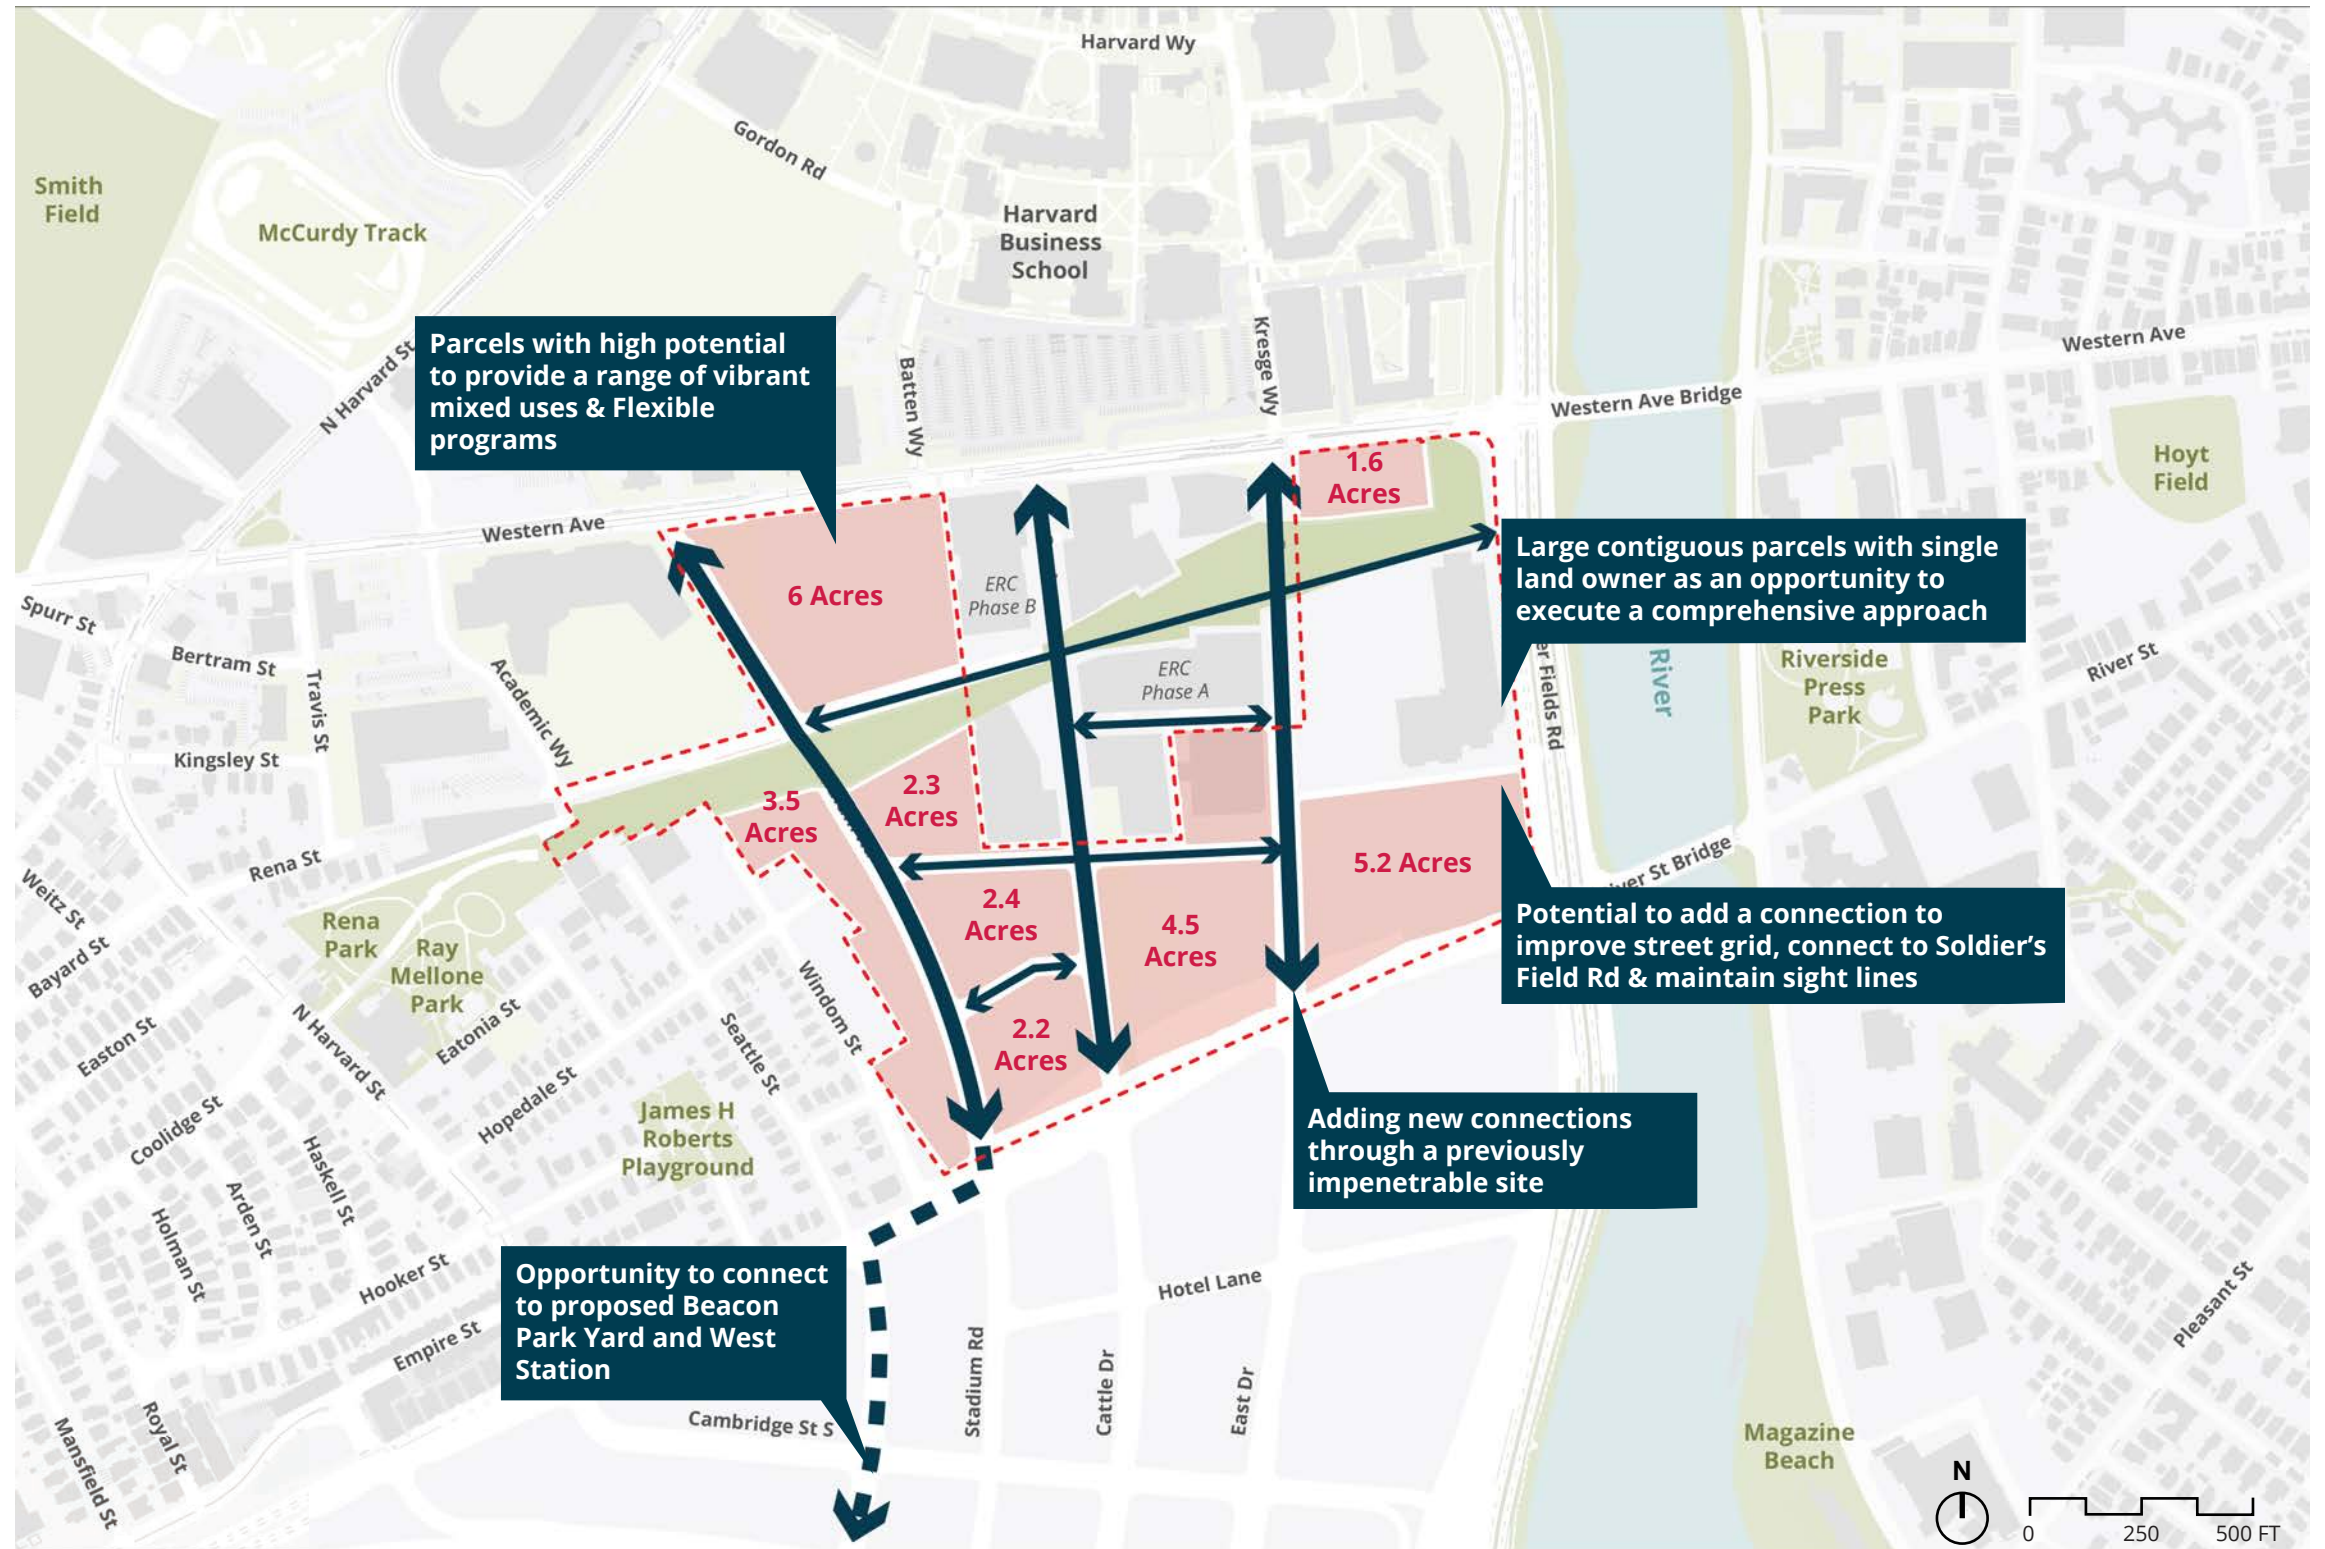 Harvard Wy
Gordon Rd
Smith
Field
McCurdy Track
Harvard
Business
School
N Harvard St
Parcels with high potential
to provide a range of vibrant
mixed uses & Flexible
programs
Batten Wy
Kresge Wy
Western Ave
Western Ave Bridge
Hoyt
Field
1.6
Acres
Western Ave
6 Acres
ERC
Phase B
Large contiguous parcels with single
land owner as an opportunity to
execute a comprehensive approach
Spurr St
Bertram St
Travis St
Academic Wy
ERC
Phase A
er Fields Rd
River
Riverside
Press
Park
River St
Kingsley St
3.5
Acres
2.3
Acres
Rena St
Weitz St
5.2 Acres
er St Bridge
Rena
Park
Ray
Mellone
Park
Bayard St
2.4
Acres
4.5
Acres
Potential to add a connection to
improve street grid, connect to Soldier's
Field Rd & maintain sight lines
Windom St
Seattle St
Easton St
N Harvard St
Eatonia St
2.2
Acres
Hopedale St
James H
Roberts
Playground
Coolidge St
Haskell St
Arden St
Holman St
Adding new connections
through a previously
impenetrable site
Hooker St
Empire St
Opportunity to connect
to proposed Beacon
Park Yard and West
Station
Hotel Lane
Pleasant St
Stadium Rd
Cattle Dr
East Dr
Cambridge St S
Royal St
Mansfield St
Magazine
Beach
N
0 250 500 FT